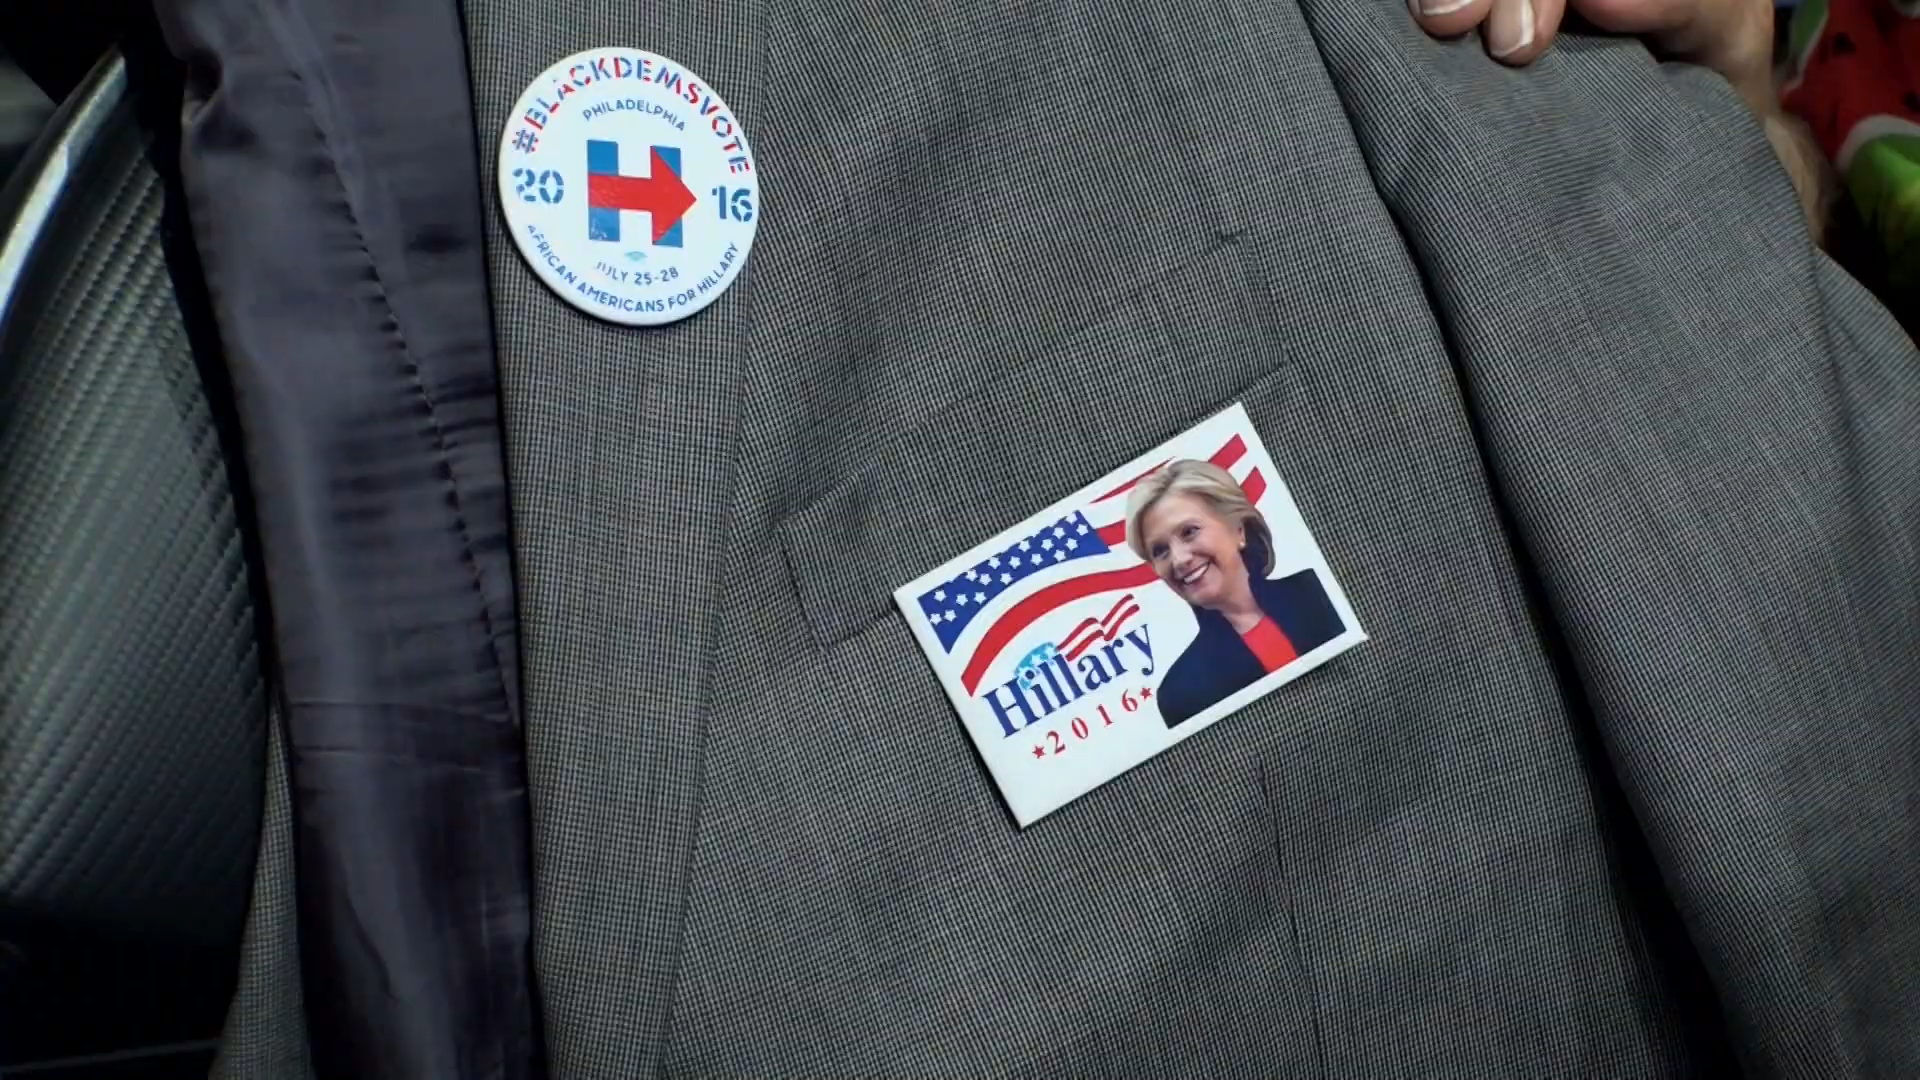 #BLACKDEMSVOTE
PHILADELPHIA
20 H 16
JULY 25-28
AFRICAN AMERICANS FOR HILLARY
Hillary
★2016★